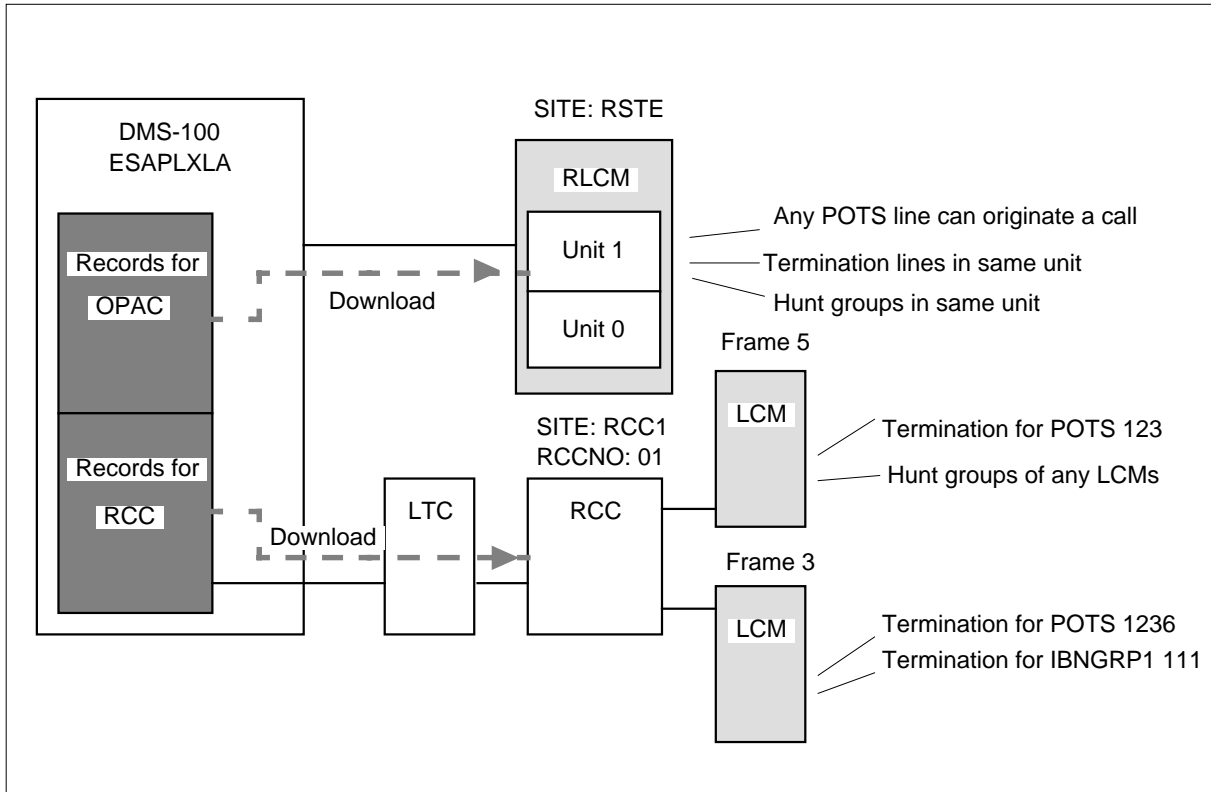 DMS-100
ESAPLXLA
Records for
OPAC
Records for
RCC
Download
Download
SITE: RSTE
RLCM
Unit 1
Unit 0
Any POTS line can originate a call
Termination lines in same unit
Hunt groups in same unit
SITE: RCC1
RCCNO: 01
LTC
RCC
Frame 5
LCM
Termination for POTS 123
Hunt groups of any LCMs
Frame 3
LCM
Termination for POTS 1236
Termination for IBNGRP1 111